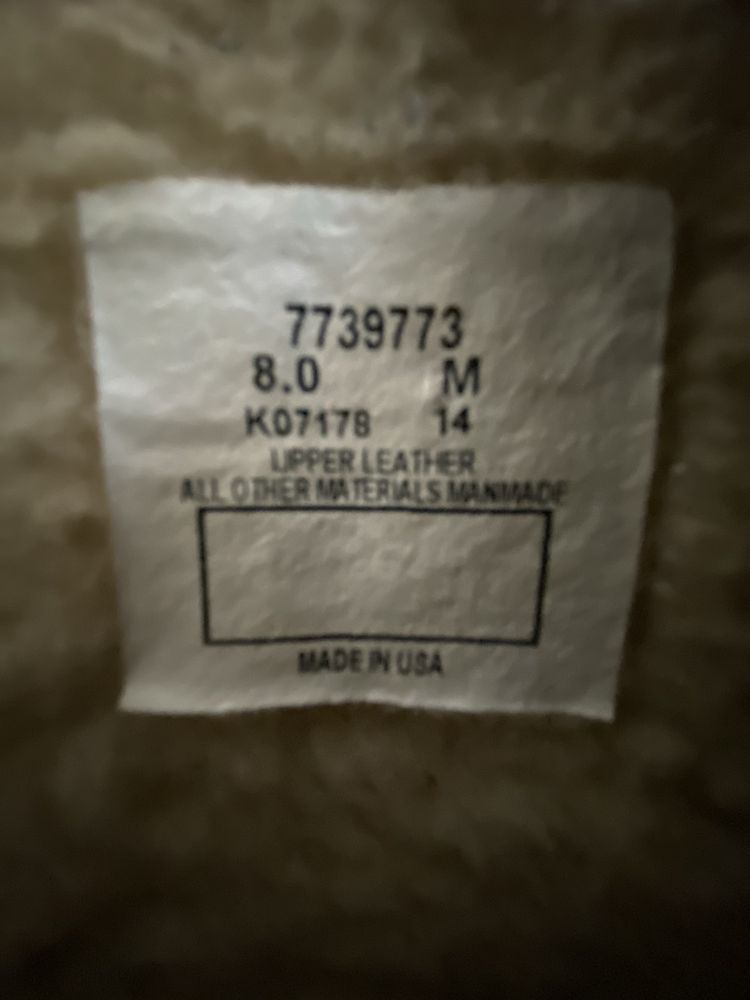 7739773
8.0 M
K07178 14
UPPER LEATHER
ALL OTHER MATERIALS MANMADE
MADE IN USA